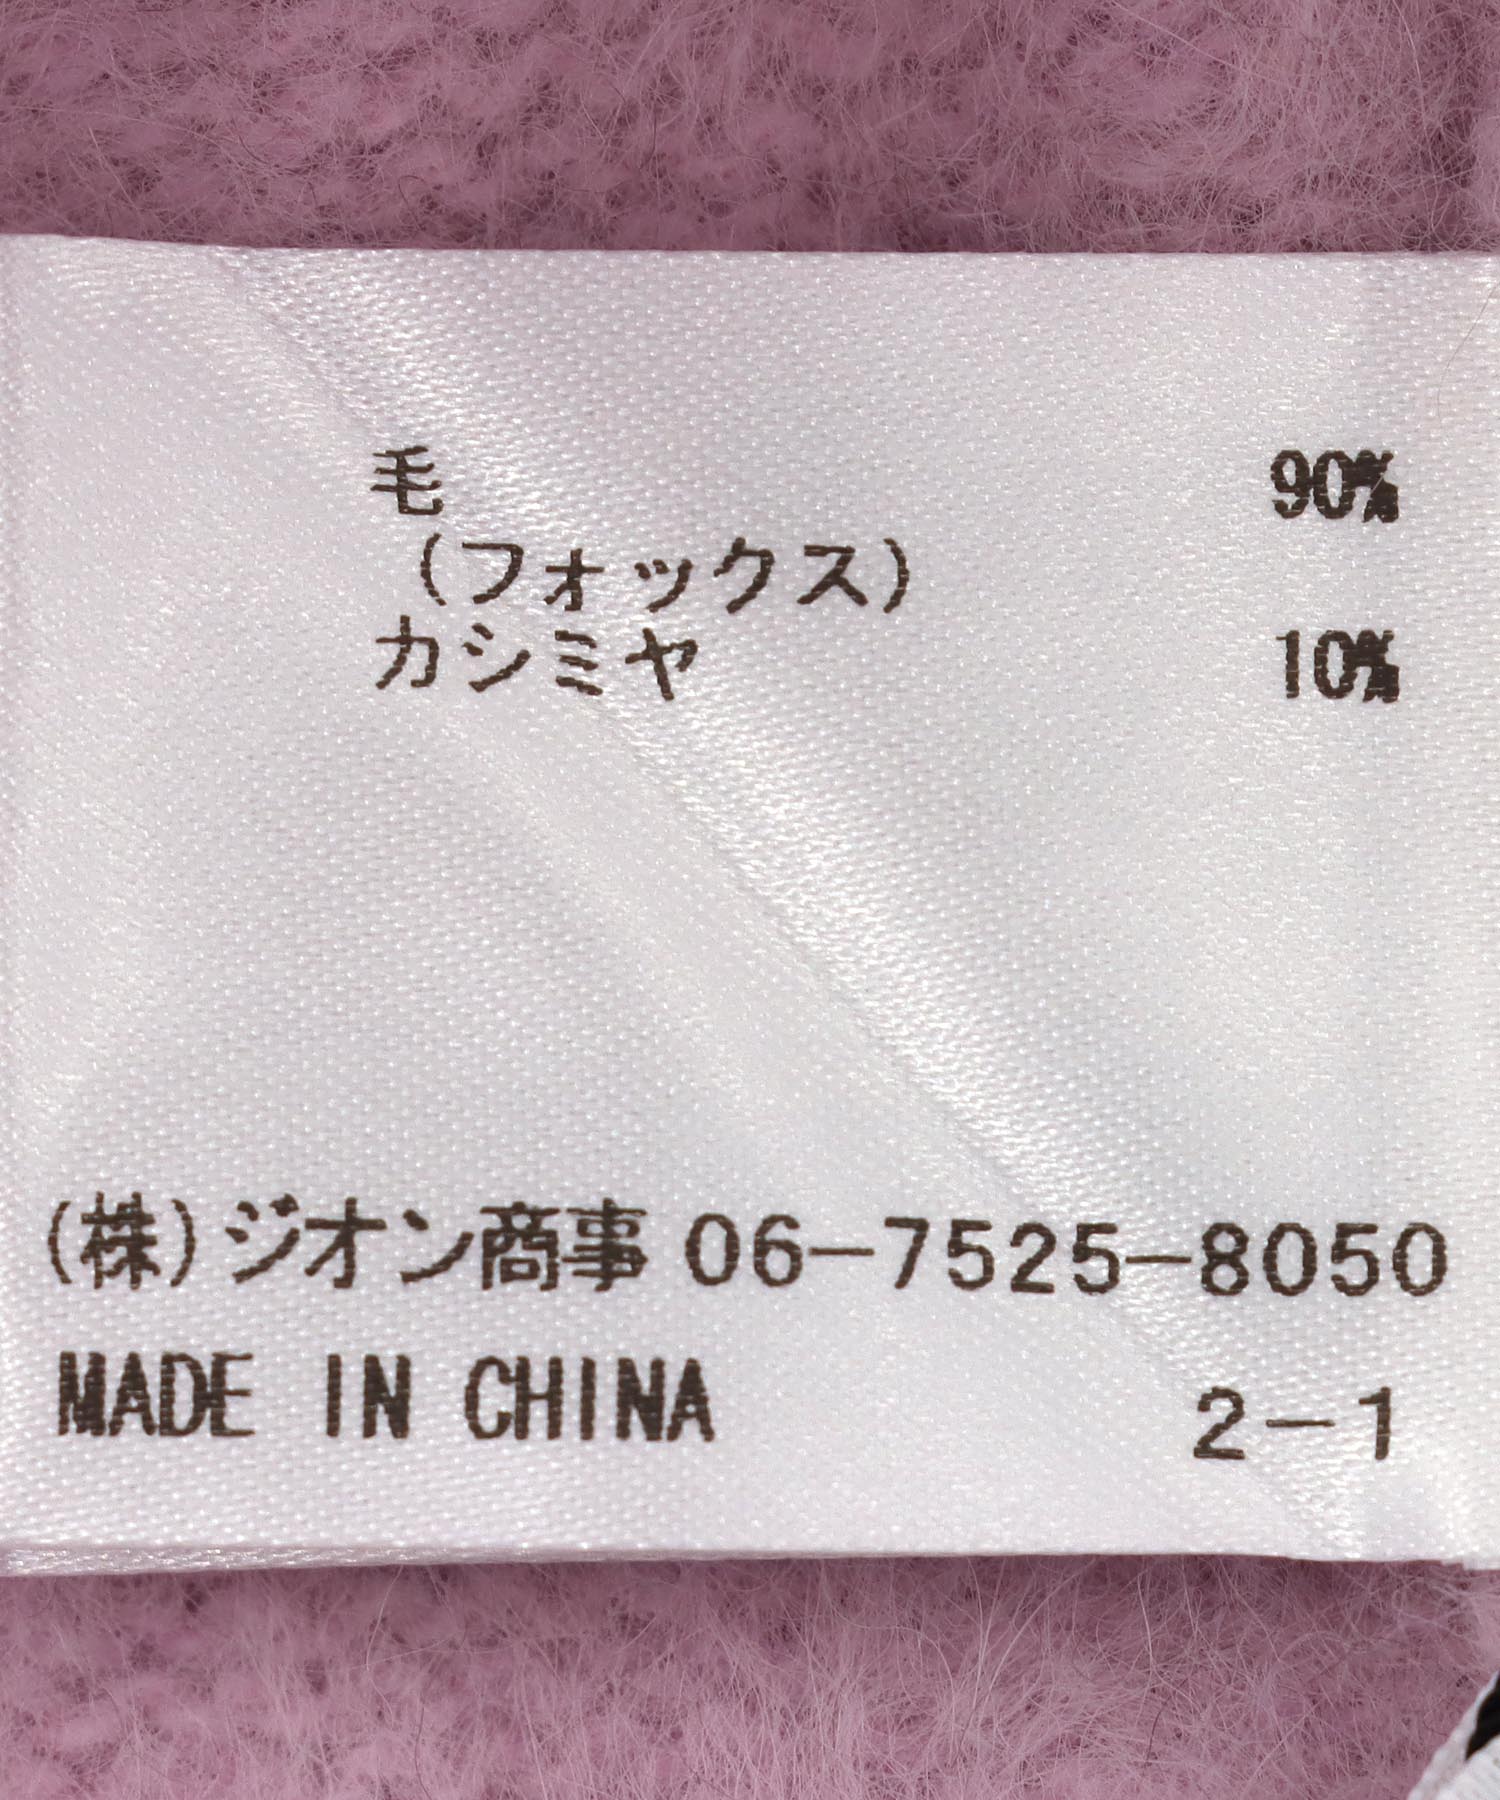 毛 90%
(フォックス)
カシミヤ 10%
(株)ジオン商事 06-7525-8050
MADE IN CHINA 2-1